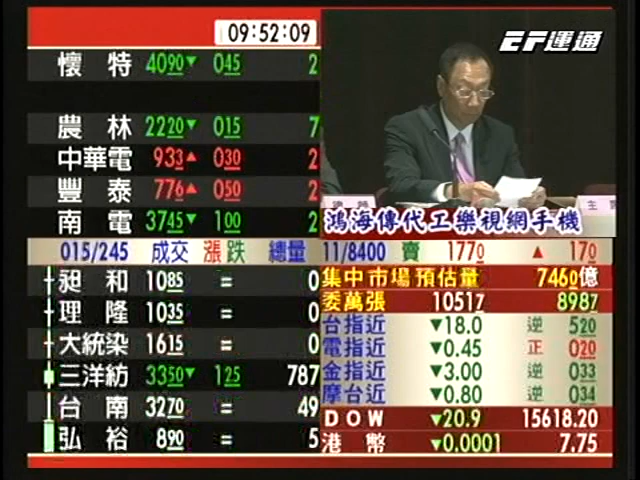 09:52:09
EF運通
懷特 4090▼ 045 2
農林 2220▼ 015 7
中華電 933▲ 030 2
豐泰 776▲ 050 2
南電 3745▼ 100 2
鴻海傳代工樂視網手機
015/245 成交 漲跌 總量
11/8400 賣 1770 ▲ 170
昶和 1085 = 0
理隆 1035 = 0
大統染 1615 = 0
三洋紡 3350▼ 125 787
台南 3270 = 49
弘裕 890 = 5
集中市場預估量 7460億
委萬張 10517 8987
台指近 ▼18.0 逆 520
電指近 ▼0.45 正 020
金指近 ▼3.00 逆 033
摩台近 ▼0.80 逆 034
DOW ▼20.9 15618.20
港幣 ▼0.0001 7.75